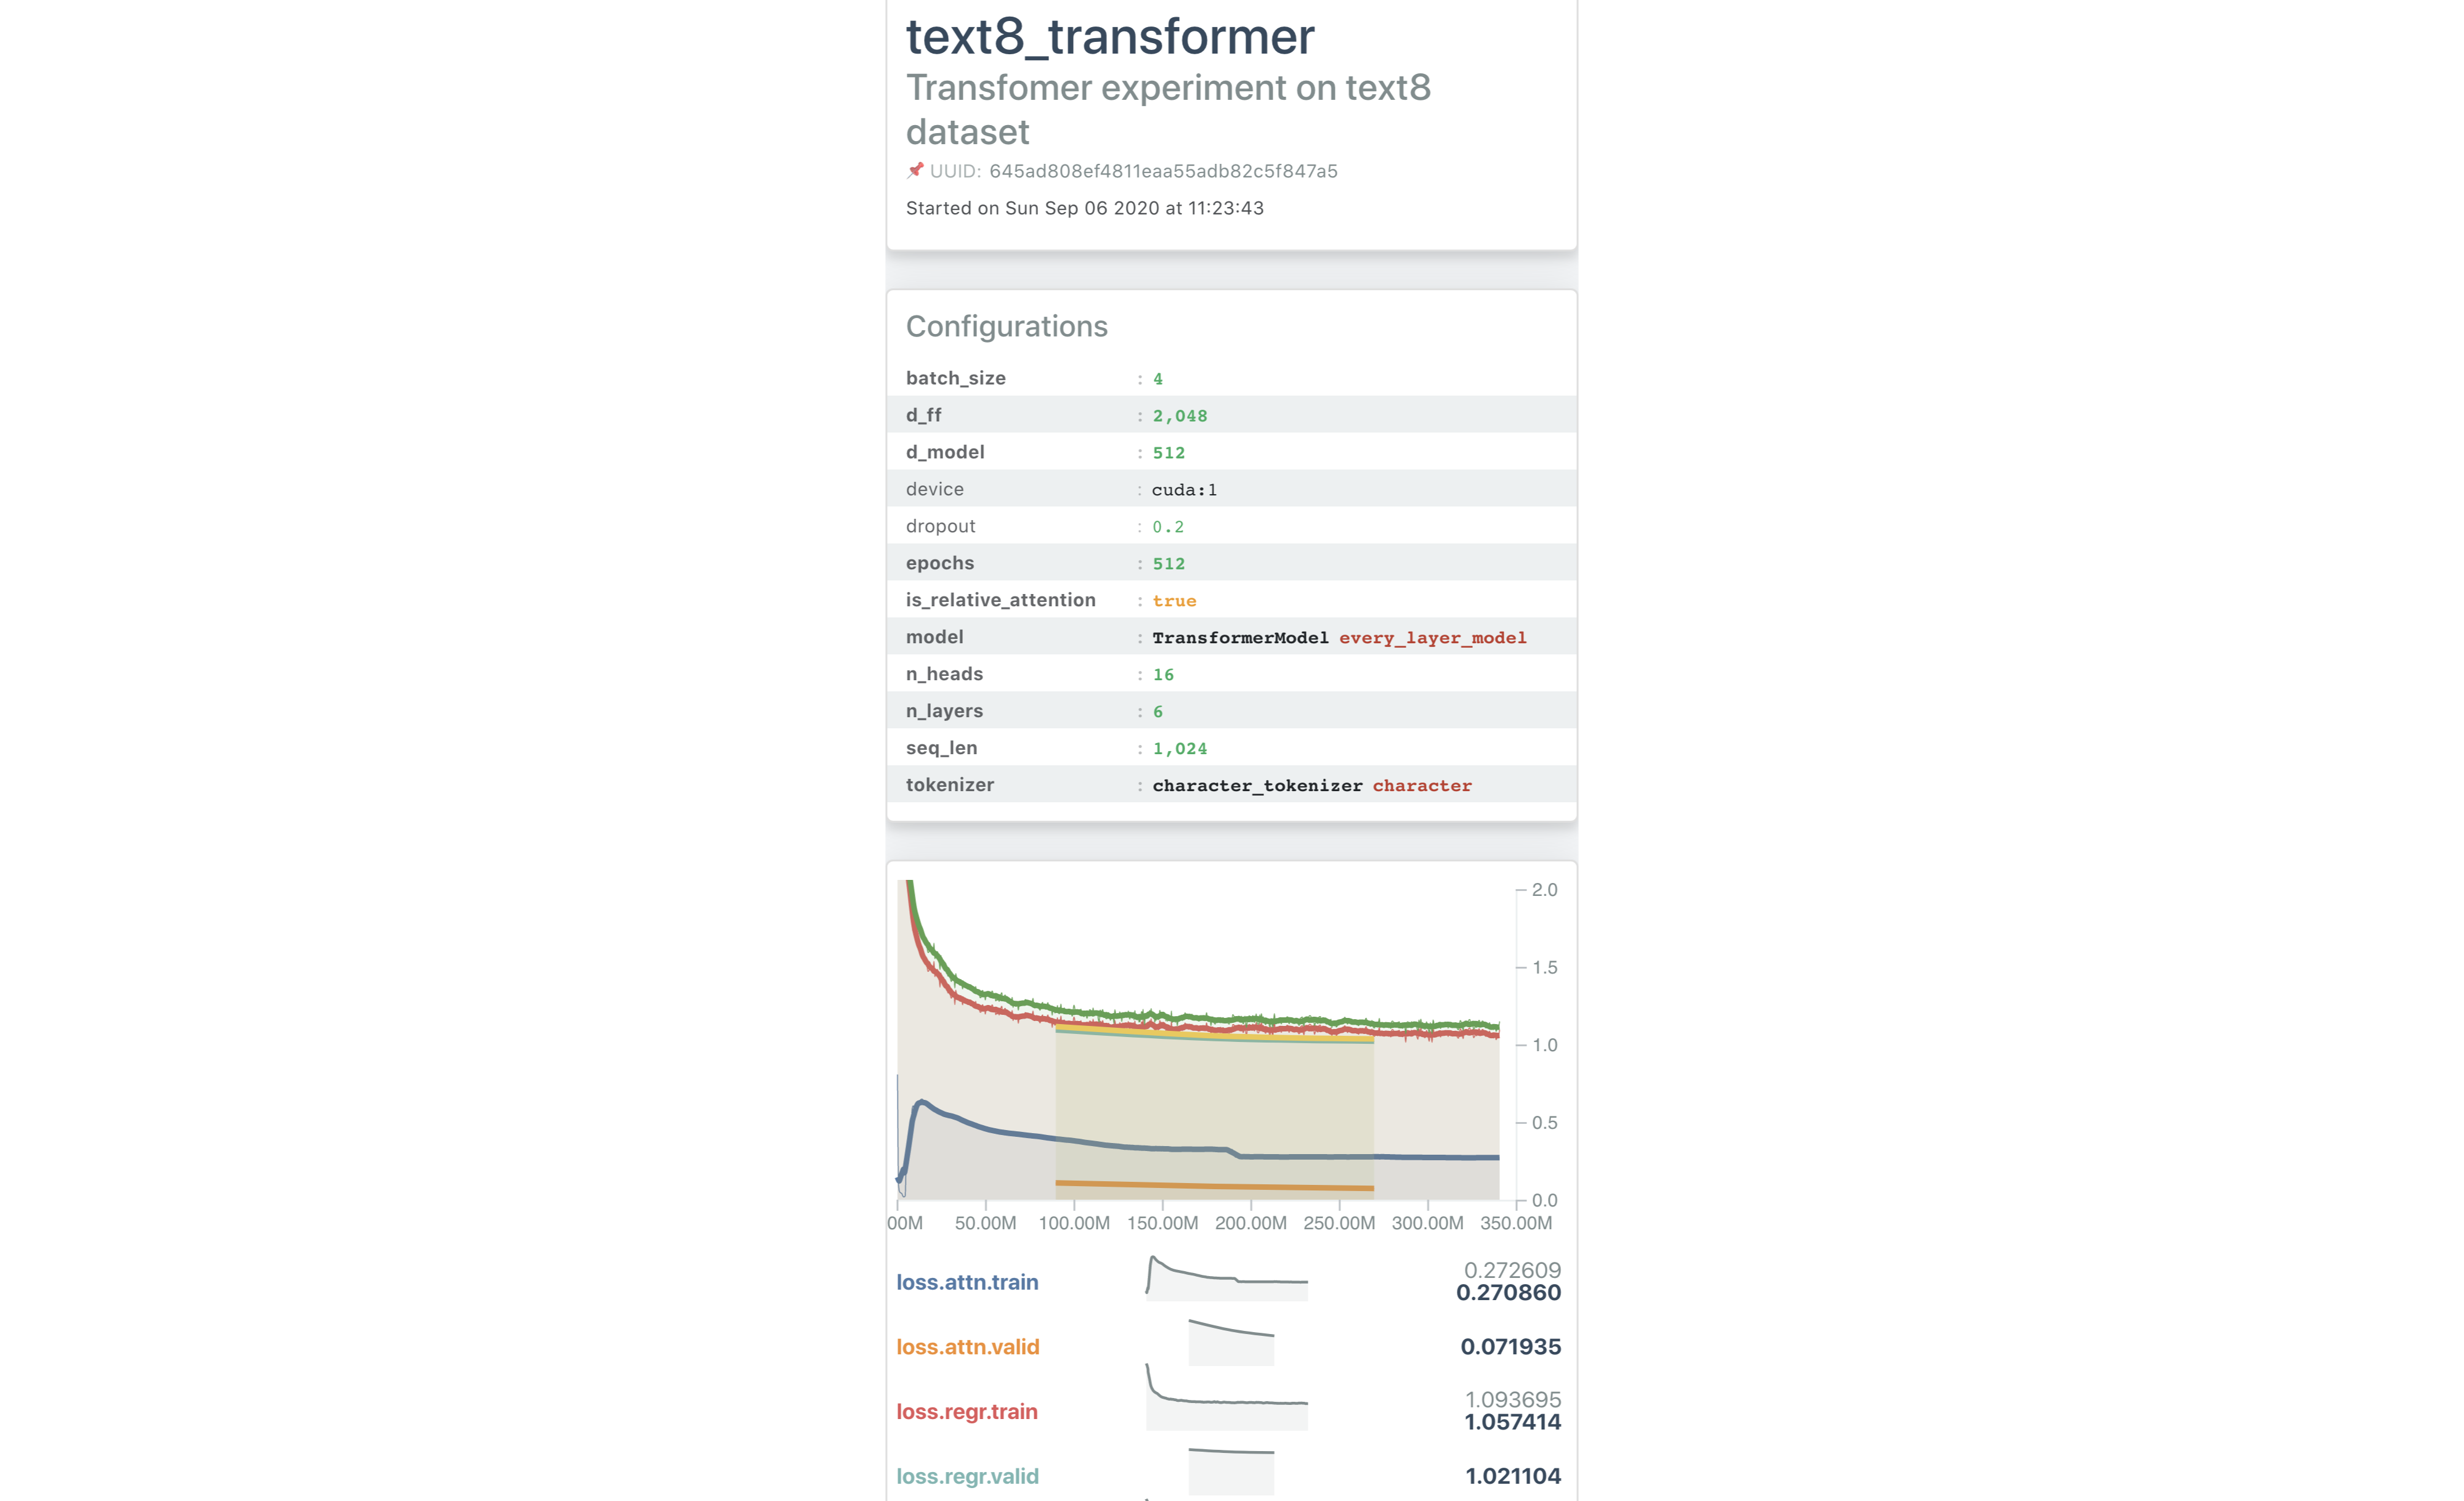 text8_transformer
Transfomer experiment on text8
dataset
📌 UUID: 645ad808ef4811eaa55adb82c5f847a5
Started on Sun Sep 06 2020 at 11:23:43
Configurations
batch_size : 4
d_ff : 2,048
d_model : 512
device : cuda:1
dropout : 0.2
epochs : 512
is_relative_attention : true
model : TransformerModel every_layer_model
n_heads : 16
n_layers : 6
seq_len : 1,024
tokenizer : character_tokenizer character
2.0
1.5
1.0
0.5
0.0
00M 50.00M 100.00M 150.00M 200.00M 250.00M 300.00M 350.00M
loss.attn.train 0.272609
0.270860
loss.attn.valid 0.071935
loss.regr.train 1.093695
1.057414
loss.regr.valid 1.021104